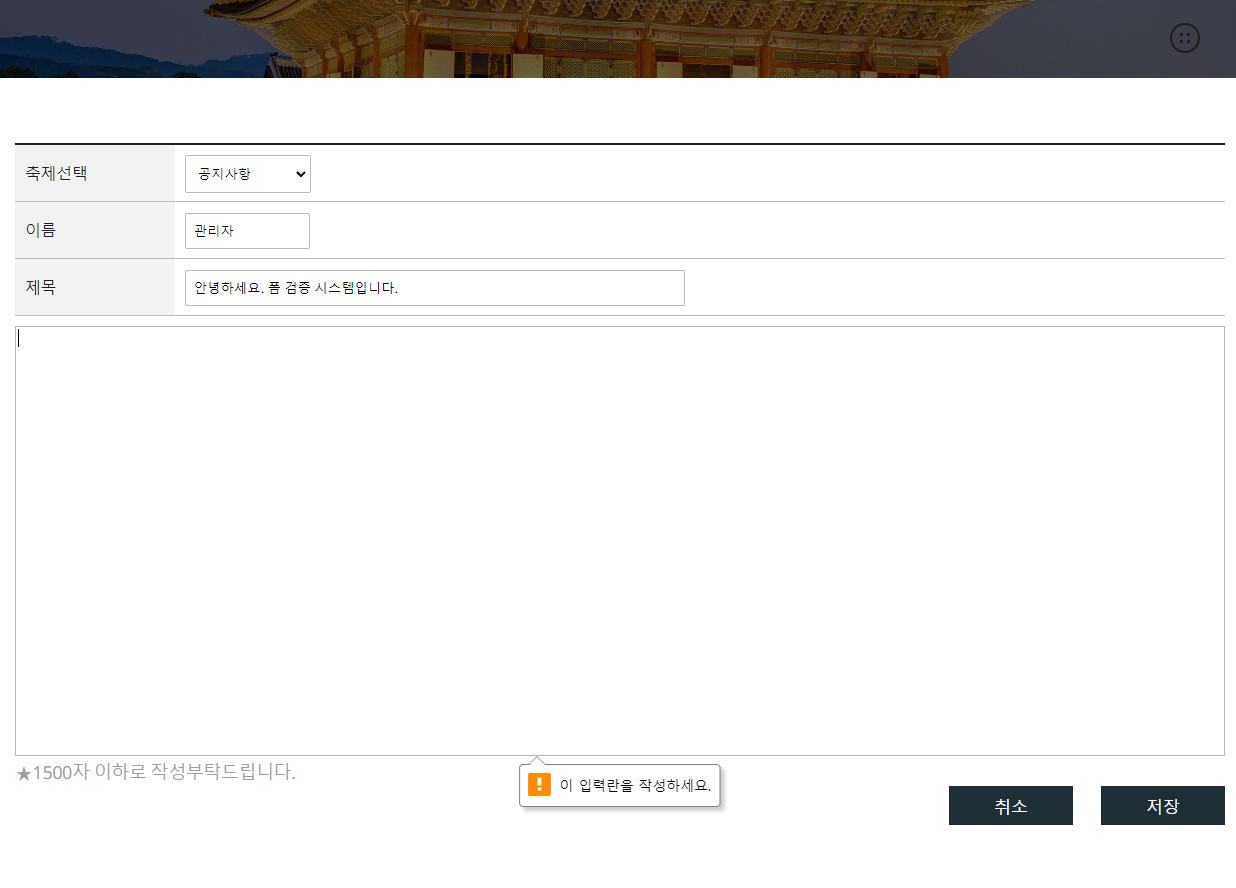 축제선택
공지사항
이름
관리자
제목
안녕하세요. 폼 검증 시스템입니다.
★1500자 이하로 작성부탁드립니다.
이 입력란을 작성하세요.
취소
저장